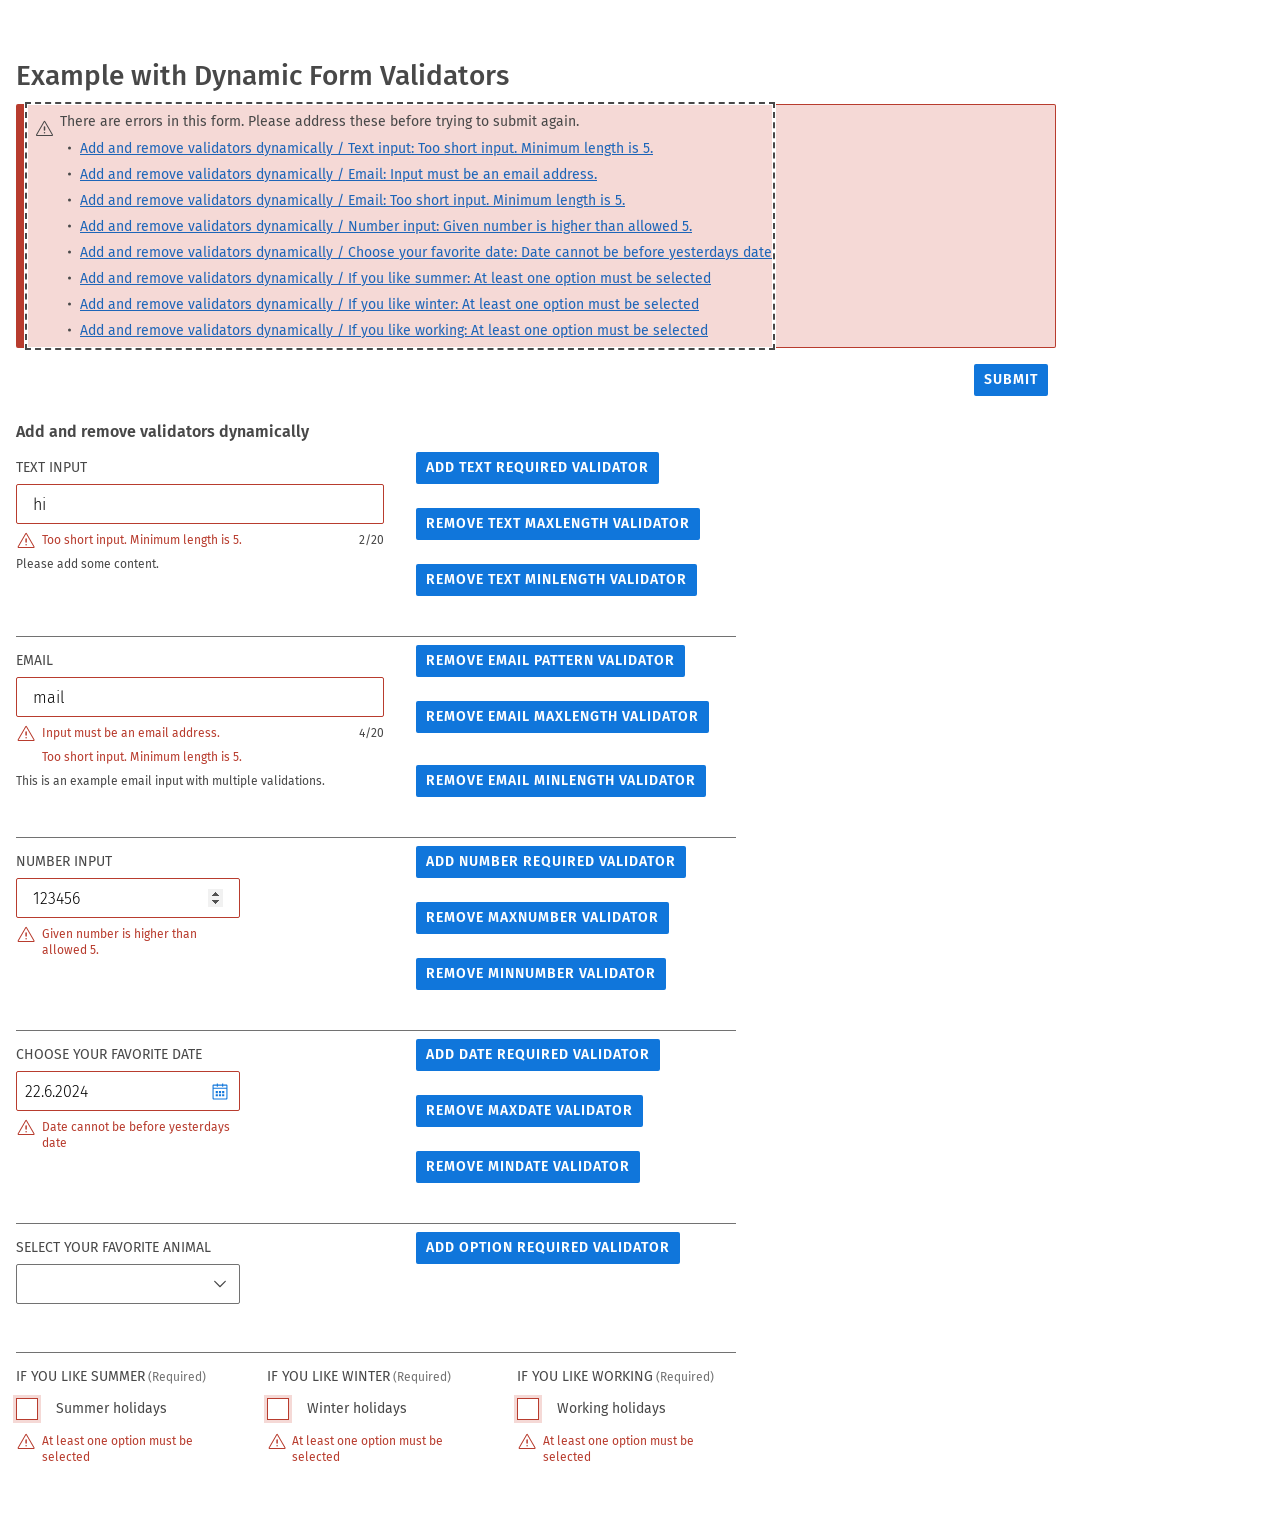 Example with Dynamic Form Validators
There are errors in this form. Please address these before trying to submit again.
• Add and remove validators dynamically / Text input: Too short input. Minimum length is 5.
• Add and remove validators dynamically / Email: Input must be an email address.
• Add and remove validators dynamically / Email: Too short input. Minimum length is 5.
• Add and remove validators dynamically / Number input: Given number is higher than allowed 5.
• Add and remove validators dynamically / Choose your favorite date: Date cannot be before yesterdays date
• Add and remove validators dynamically / If you like summer: At least one option must be selected
• Add and remove validators dynamically / If you like winter: At least one option must be selected
• Add and remove validators dynamically / If you like working: At least one option must be selected
SUBMIT
Add and remove validators dynamically
TEXT INPUT
hi
Too short input. Minimum length is 5. 2/20
Please add some content.
ADD TEXT REQUIRED VALIDATOR
REMOVE TEXT MAXLENGTH VALIDATOR
REMOVE TEXT MINLENGTH VALIDATOR
EMAIL
mail
Input must be an email address. 4/20
Too short input. Minimum length is 5.
This is an example email input with multiple validations.
REMOVE EMAIL PATTERN VALIDATOR
REMOVE EMAIL MAXLENGTH VALIDATOR
REMOVE EMAIL MINLENGTH VALIDATOR
NUMBER INPUT
123456
Given number is higher than
allowed 5.
ADD NUMBER REQUIRED VALIDATOR
REMOVE MAXNUMBER VALIDATOR
REMOVE MINNUMBER VALIDATOR
CHOOSE YOUR FAVORITE DATE
22.6.2024
Date cannot be before yesterdays
date
ADD DATE REQUIRED VALIDATOR
REMOVE MAXDATE VALIDATOR
REMOVE MINDATE VALIDATOR
SELECT YOUR FAVORITE ANIMAL
ADD OPTION REQUIRED VALIDATOR
IF YOU LIKE SUMMER (Required)
Summer holidays
At least one option must be
selected
IF YOU LIKE WINTER (Required)
Winter holidays
At least one option must be
selected
IF YOU LIKE WORKING (Required)
Working holidays
At least one option must be
selected